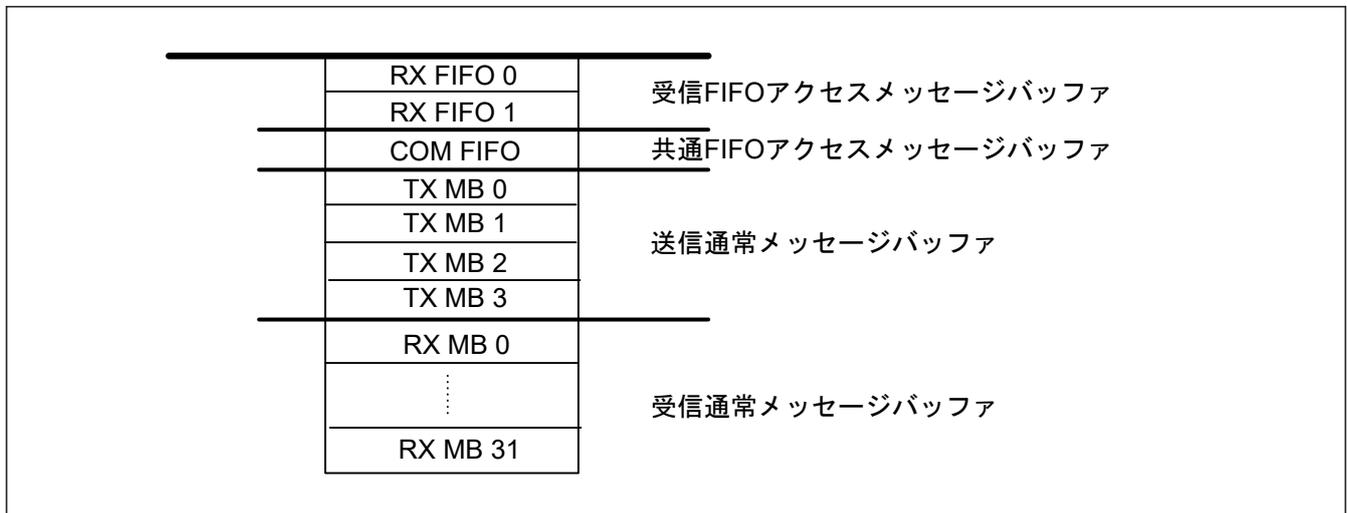 RX FIFO 0
受信FIFOアクセスメッセージバッファ
RX FIFO 1
COM FIFO
共通FIFOアクセスメッセージバッファ
TX MB 0
TX MB 1
送信通常メッセージバッファ
TX MB 2
TX MB 3
RX MB 0
受信通常メッセージバッファ
RX MB 31